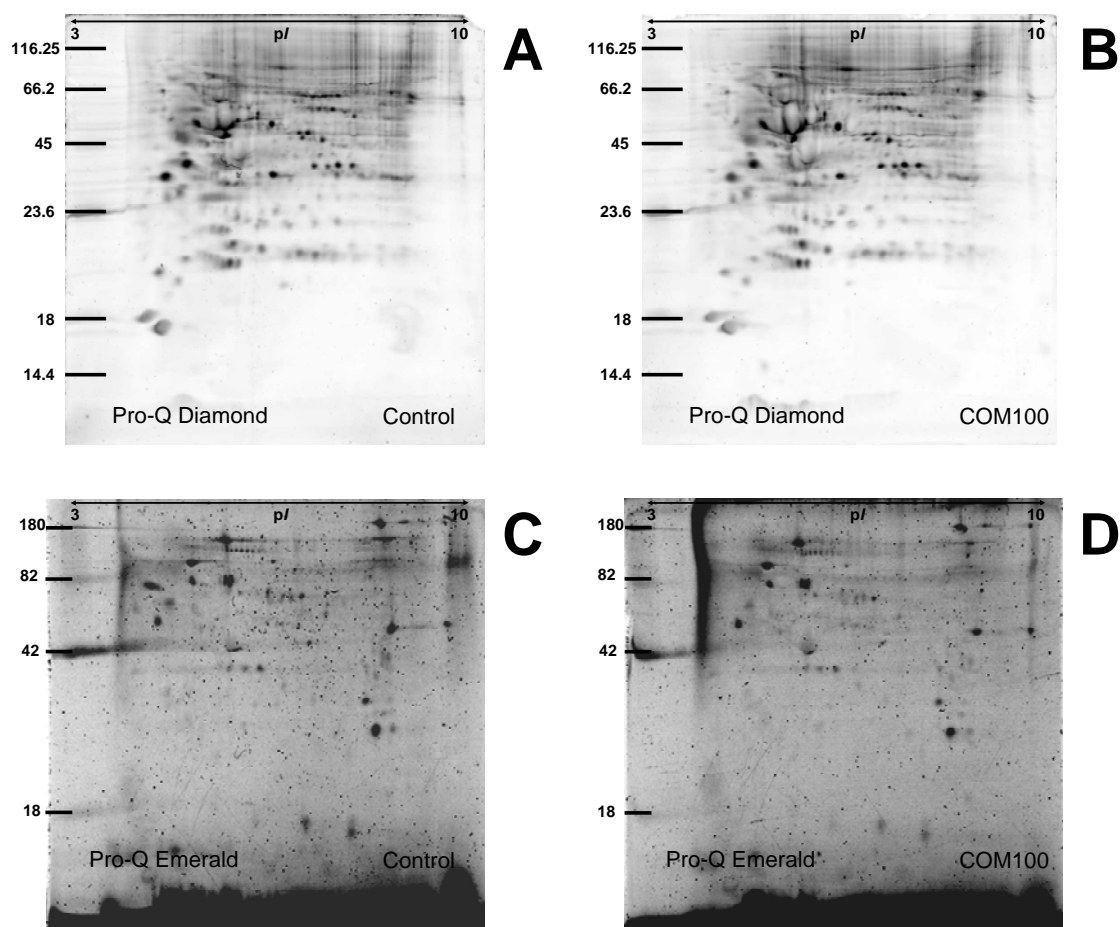 A
3 pI 10
116.25
66.2
45
23.6
18
14.4
Pro-Q Diamond Control
B
3 pI 10
116.25
66.2
45
23.6
18
14.4
Pro-Q Diamond COM100
C
3 pI 10
180
82
42
18
Pro-Q Emerald Control
D
3 pI 10
180
82
42
18
Pro-Q Emerald COM100